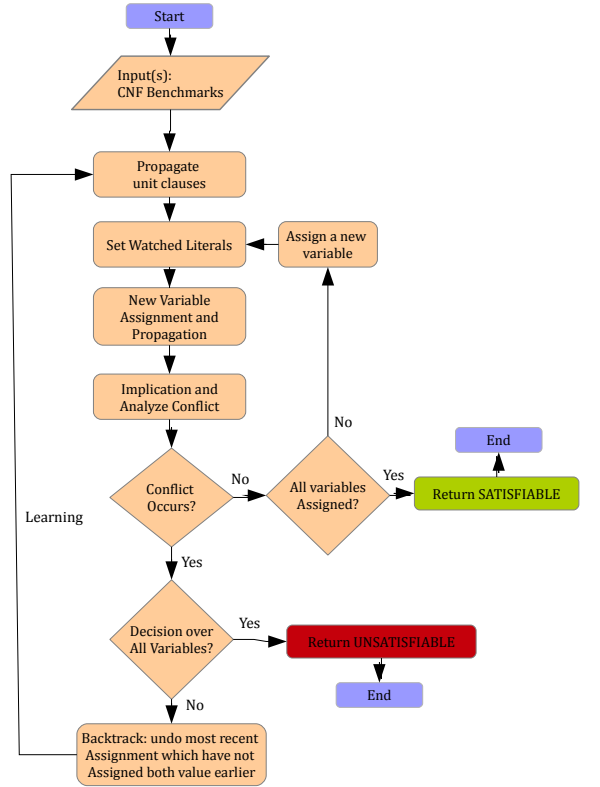 Start
Input(s):
CNF Benchmarks
Propagate
unit clauses
Set Watched Literals
Assign a new
variable
New Variable
Assignment and
Propagation
Implication and
Analyze Conflict
No
End
Conflict
Occurs?
No
All variables
Assigned?
Yes
Return SATISFIABLE
Learning
Yes
Decision over
All Variables?
Yes
Return UNSATISFIABLE
End
No
Backtrack: undo most recent
Assignment which have not
Assigned both value earlier